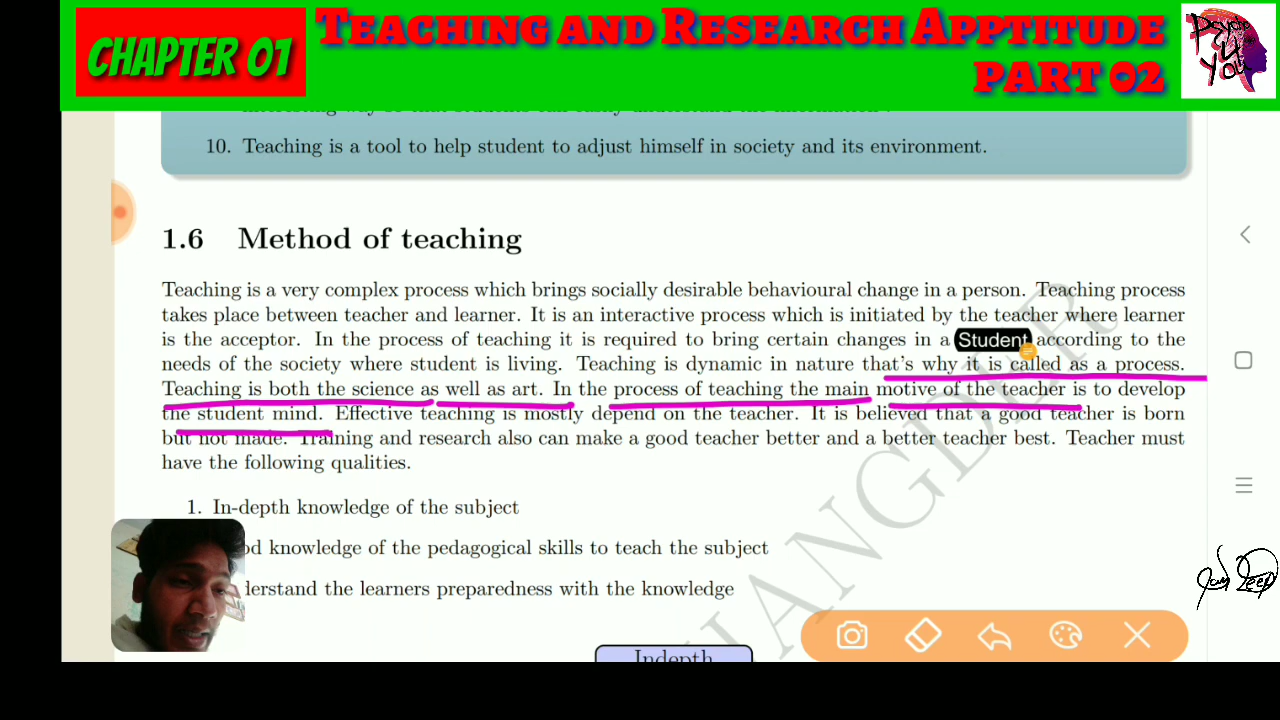 CHAPTER 01
TEACHING AND RESEARCH APPTITUDE
PART 02
Psycho
4
You
10. Teaching is a tool to help student to adjust himself in society and its environment.
1.6 Method of teaching
Teaching is a very complex process which brings socially desirable behavioural change in a person. Teaching process
takes place between teacher and learner. It is an interactive process which is initiated by the teacher where learner
is the acceptor. In the process of teaching it is required to bring certain changes in a Student according to the
needs of the society where student is living. Teaching is dynamic in nature that's why it is called as a process.
Teaching is both the science as well as art. In the process of teaching the main motive of the teacher is to develop
the student mind. Effective teaching is mostly depend on the teacher. It is believed that a good teacher is born
but not made. Training and research also can make a good teacher better and a better teacher best. Teacher must
have the following qualities.
1. In-depth knowledge of the subject
knowledge of the pedagogical skills to teach the subject
the learners preparedness with the knowledge
Indepth